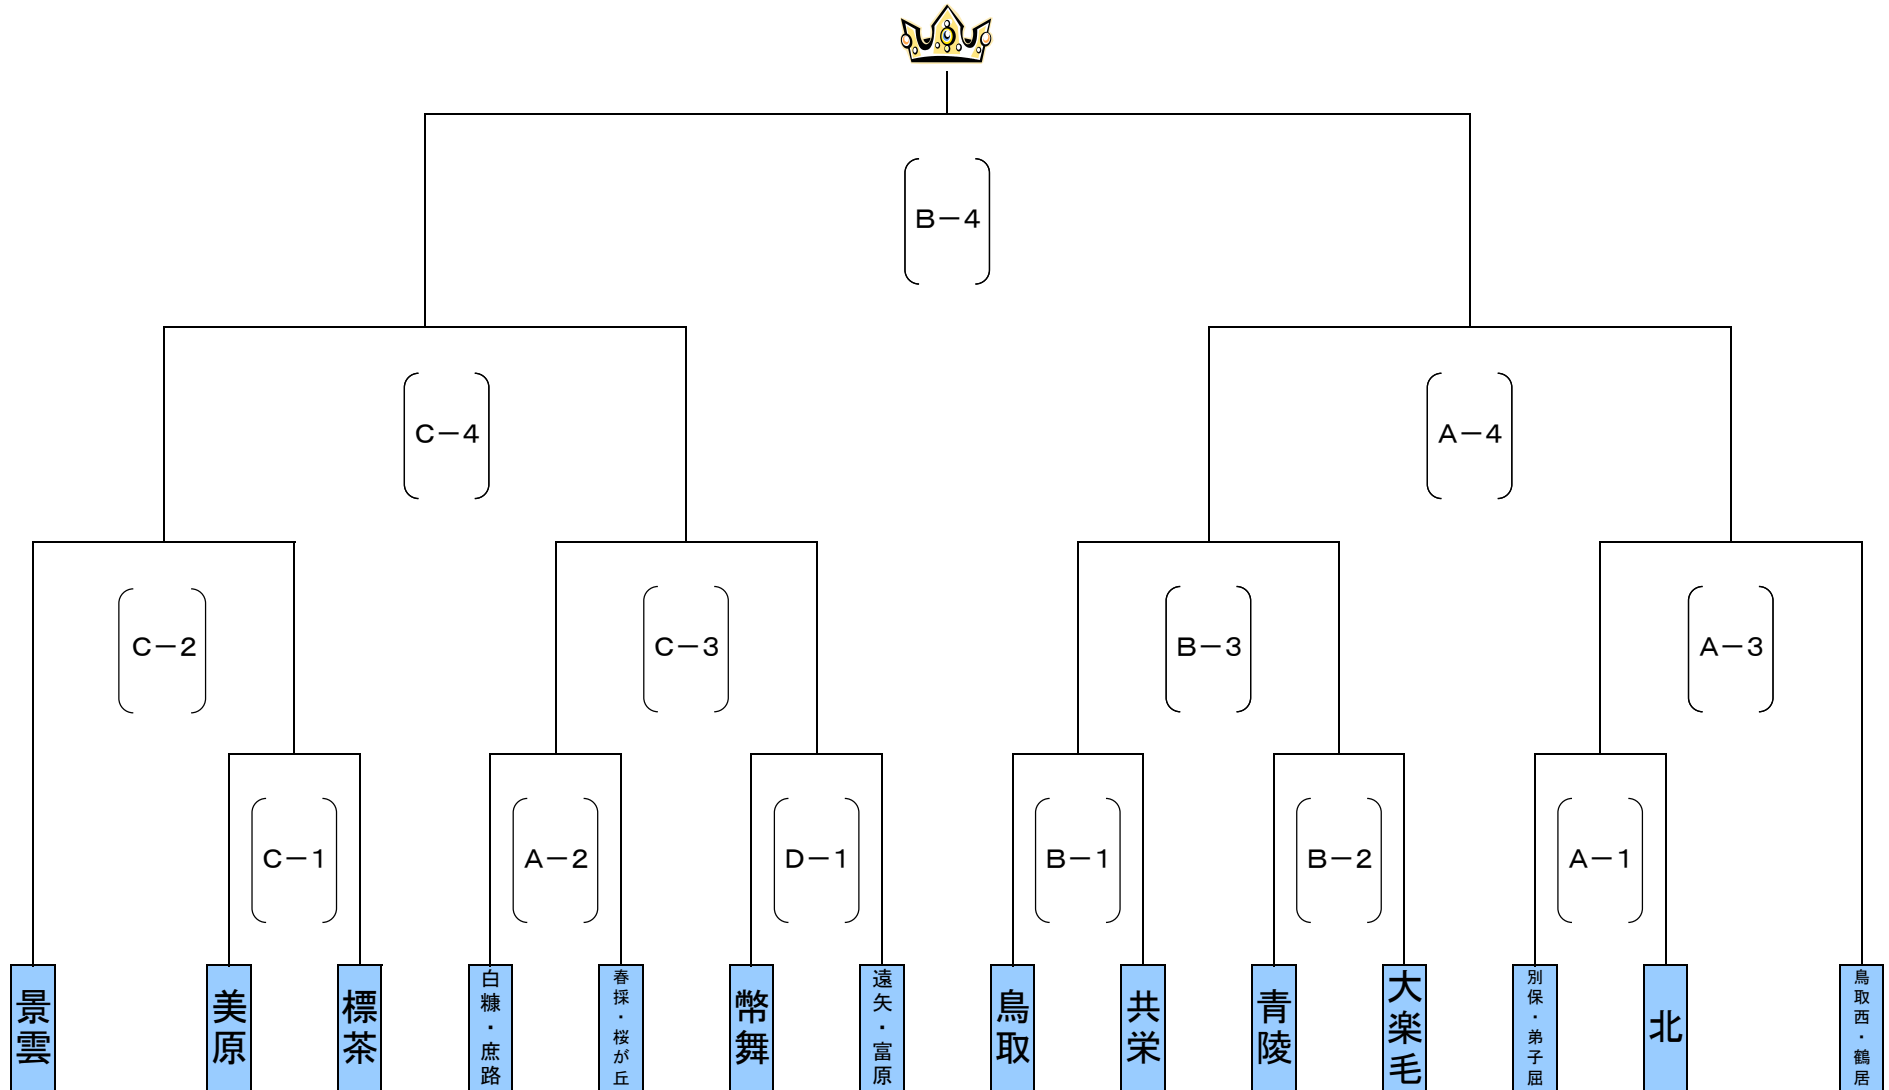 B－4
C－4
A－4
C－2
C－3
B－3
A－3
C－1
A－2
D－1
B－1
B－2
A－1
景雲
美原
標茶
白糠・庶路
春採・桜が丘
幣舞
遠矢・富原
鳥取
共栄
青陵
大楽毛
別保・弟子屈
北
鳥取西・鶴居